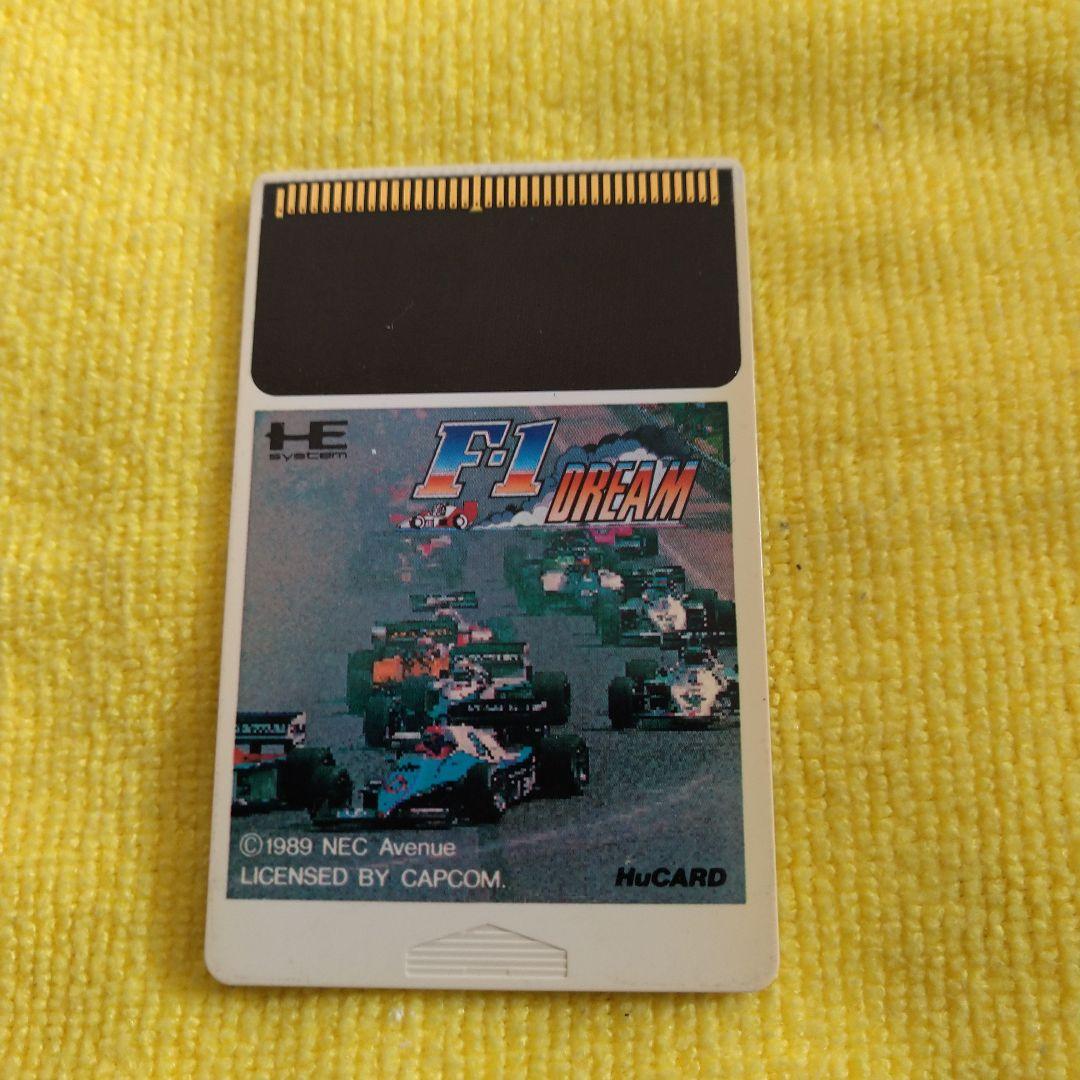 HE
system
F·1
DREAM
©1989 NEC Avenue
LICENSED BY CAPCOM.
HuCARD